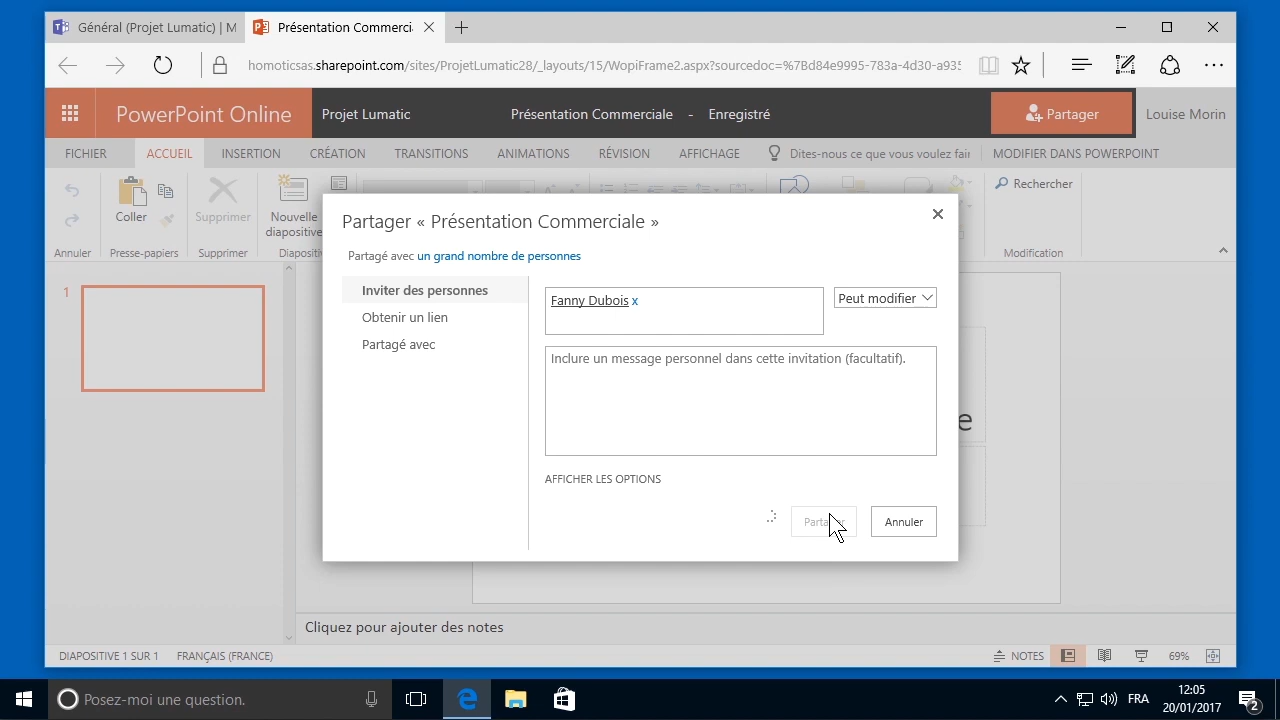 Général (Projet Lumatic) | M
Présentation Commerci
homoticsas.sharepoint.com/sites/ProjetLumatic28/_layouts/15/WopiFrame2.aspx?sourcedoc=%7Bd84e9995-783a-4d30-a935
PowerPoint Online
Projet Lumatic
Présentation Commerciale - Enregistré
Partager
Louise Morin
FICHIER ACCUEIL INSERTION CRÉATION TRANSITIONS ANIMATIONS RÉVISION AFFICHAGE Dites-nous ce que vous voulez fair MODIFIER DANS POWERPOINT
Coller
Supprimer
Nouvelle
diapositive
Rechercher
Annuler Presse-papiers Supprimer Diapositi Modification
Partager « Présentation Commerciale »
Partagé avec un grand nombre de personnes
Inviter des personnes
Obtenir un lien
Partagé avec
Fanny Dubois x
Peut modifier
Inclure un message personnel dans cette invitation (facultatif).
AFFICHER LES OPTIONS
Partager
Annuler
1
e
Cliquez pour ajouter des notes
DIAPOSITIVE 1 SUR 1 FRANÇAIS (FRANCE) NOTES 69%
Posez-moi une question.
FRA
12:05
20/01/2017
2